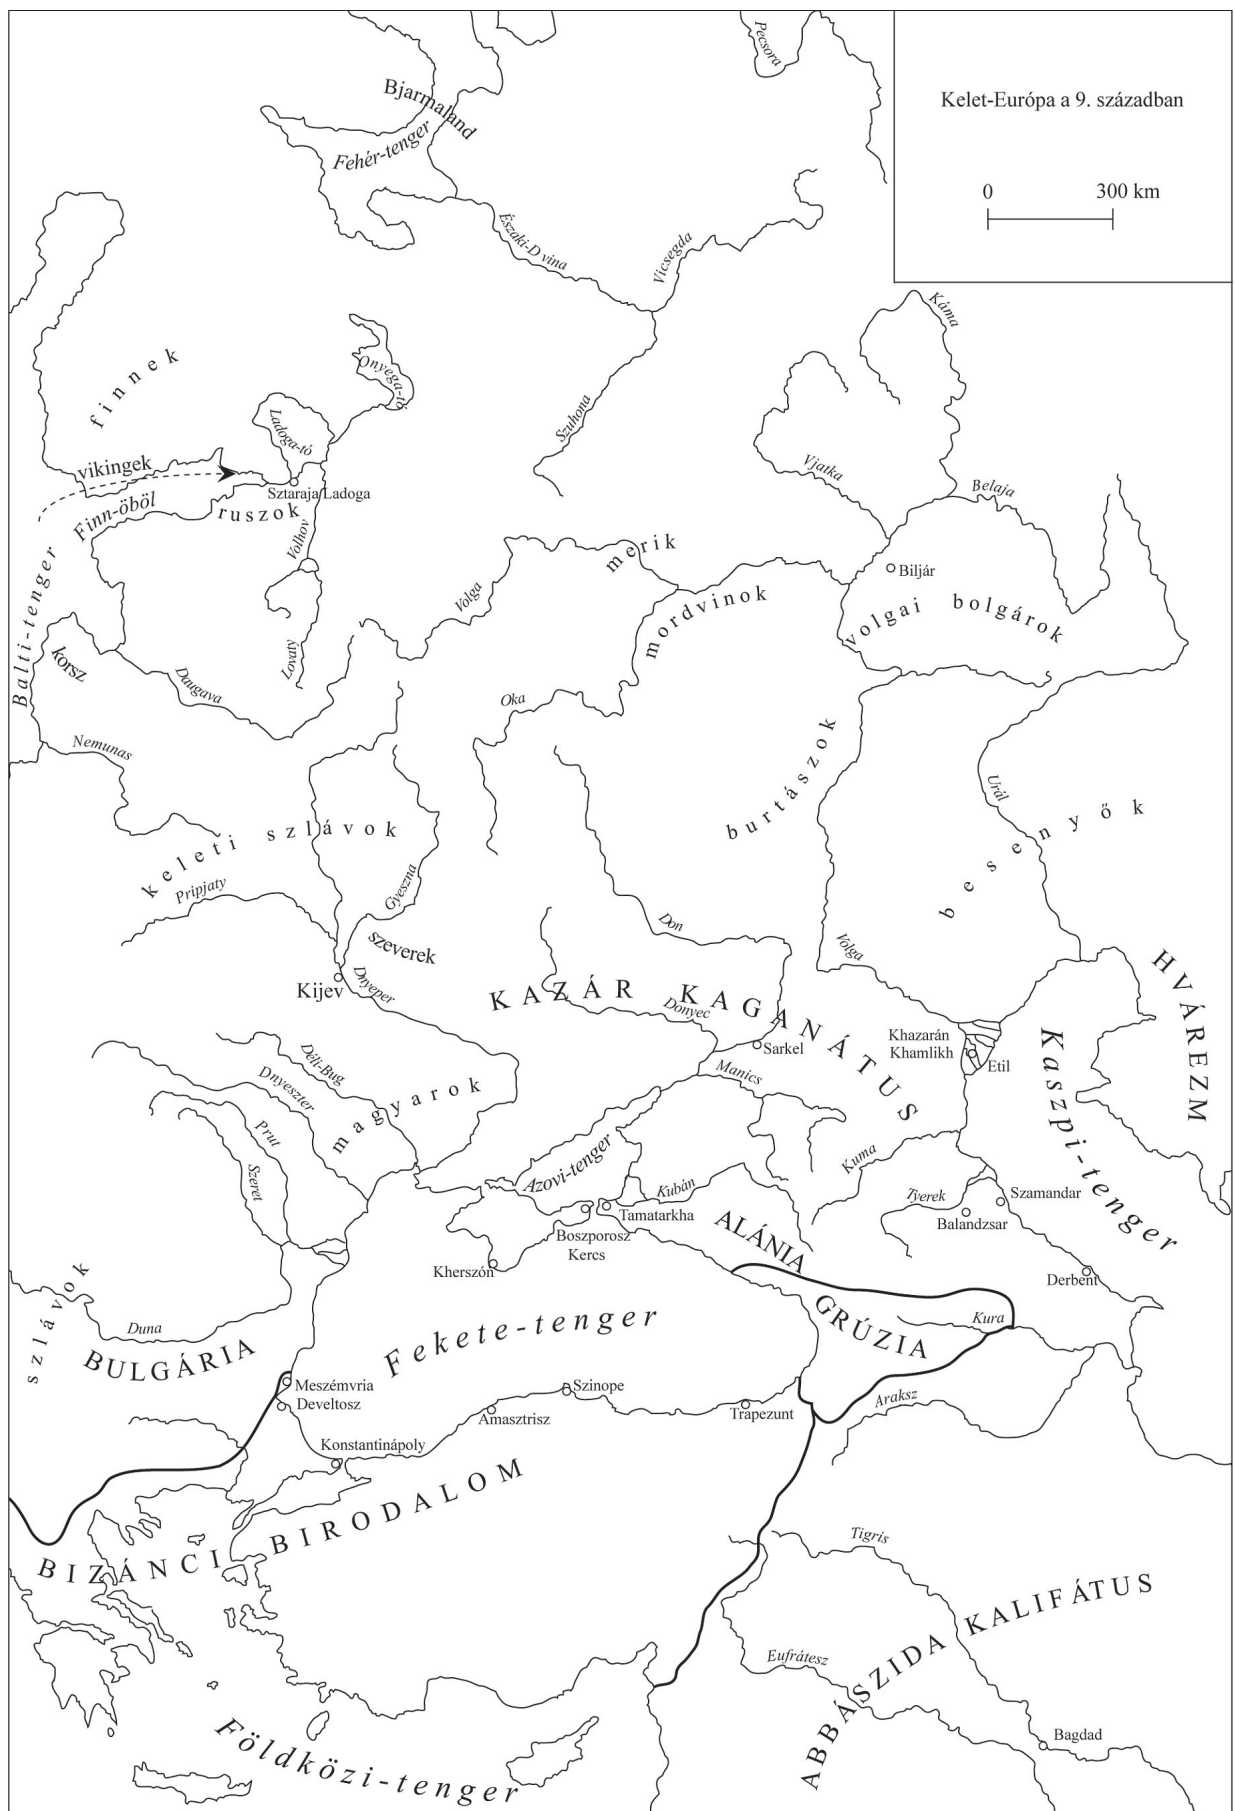 Kelet-Európa a 9. században
0
300 km
Pecsora
Bjarmaland
Fehér-tenger
Északi-Dvina
Vicsegda
Káma
finnek
Onyega-tó
Ladoga-tó
Szuhona
Vjatka
vikingek
Sztaraja Ladoga
Belaja
Finn-öböl
ruszok
Volhov
merik
Biljár
Balti-tenger
Volga
mordvinok
volgai bolgárok
korsz
Lovaty
Daugava
Oka
Nemunas
burtászok
Urál
besenyők
keleti szlávok
Pripjaty
Gyeszna
Don
szeverek
Volga
Kijev
Dnyeper
KAZÁR KAGANÁTUS
Donyec
HVÁREZM
Khazarán
Khamlikh
Etil
Sarkel
Kaszpi-tenger
Déli-Bug
Dnyeszter
magyarok
Manics
Prut
Szeret
Azovi-tenger
Kuma
Kubán
Tyerek
Szamandar
Balandzsar
Tamatarkha
Boszporosz
Kercs
ALÁNIA
Kherszón
Derbent
szlávok
Duna
BULGÁRIA
Fekete-tenger
GRÚZIA
Kura
Meszémvria
Develtosz
Szinope
Amasztrisz
Trapezunt
Araksz
Konstantinápoly
BIZÁNCI BIRODALOM
Tigris
ABBÁSZIDA KALIFÁTUS
Eufrátesz
Bagdad
Földközi-tenger